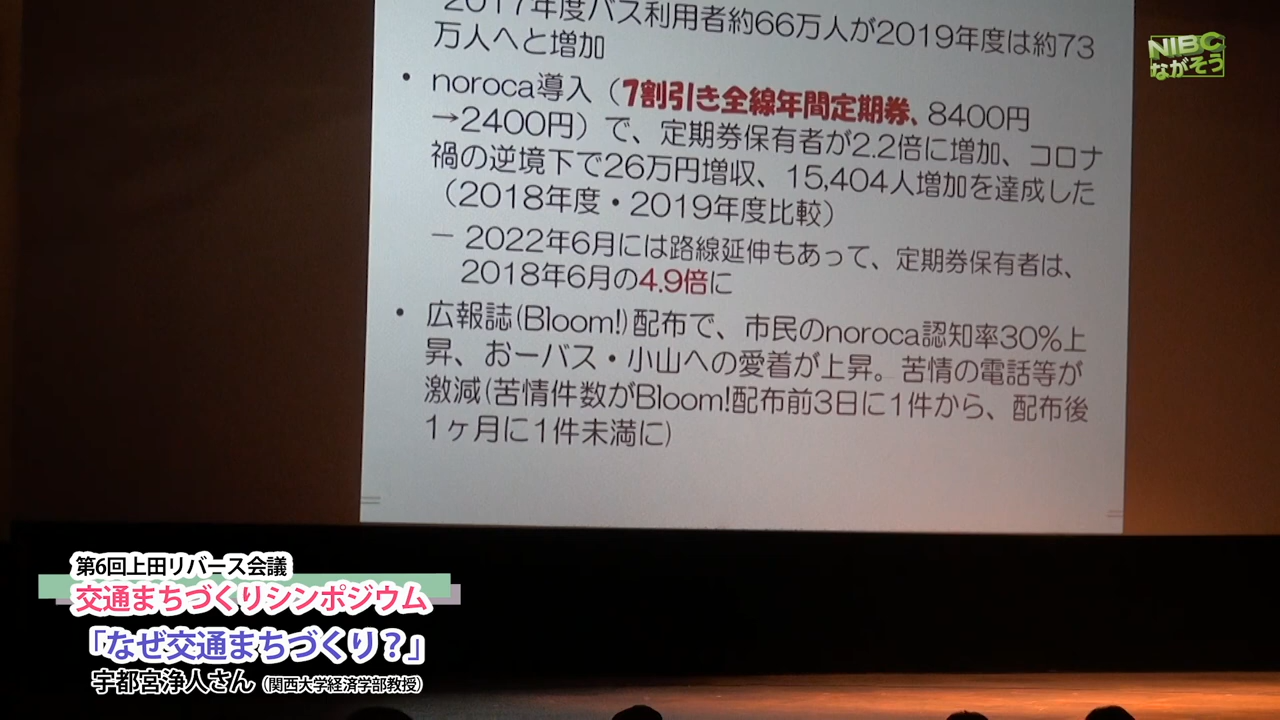 2017年度バス利用者約66万人が2019年度は約73
万人へと増加
• noroca導入（7割引き全線年間定期券、8400円
→2400円）で、定期券保有者が2.2倍に増加、コロナ
禍の逆境下で26万円増収、15,404人増加を達成した
（2018年度・2019年度比較）
– 2022年6月には路線延伸もあって、定期券保有者は、
2018年6月の4.9倍に
• 広報誌(Bloom!)配布で、市民のnoroca認知率30%上
昇、おーバス・小山への愛着が上昇。苦情の電話等が
激減(苦情件数がBloom!配布前3日に1件から、配布後
1ヶ月に1件未満に)
NIBC
ながそう
第6回上田リバース会議
交通まちづくりシンポジウム
「なぜ交通まちづくり？」
宇都宮浄人さん（関西大学経済学部教授）